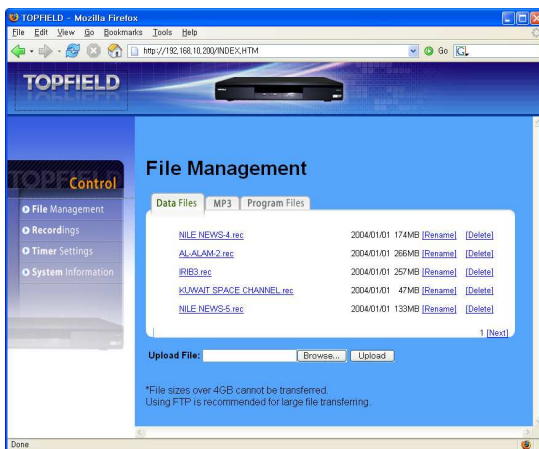 TOPFIELD - Mozilla Firefox
File Edit View Go Bookmarks Tools Help
http://192.168.10.200/INDEX.HTM Go
TOPFIELD
TOPFIELD
Control
File Management
Recordings
Timer Settings
System Information
File Management
Data Files MP3 Program Files
NILE NEWS-4.rec 2004/01/01 174MB [Rename] [Delete]
AL-ALAM-2.rec 2004/01/01 266MB [Rename] [Delete]
IRIB3.rec 2004/01/01 257MB [Rename] [Delete]
KUWAIT SPACE CHANNEL.rec 2004/01/01 47MB [Rename] [Delete]
NILE NEWS-5.rec 2004/01/01 133MB [Rename] [Delete]
1 [Next]
Upload File: Browse... Upload
*File sizes over 4GB cannot be transferred.
Using FTP is recommended for large file transferring.
Done